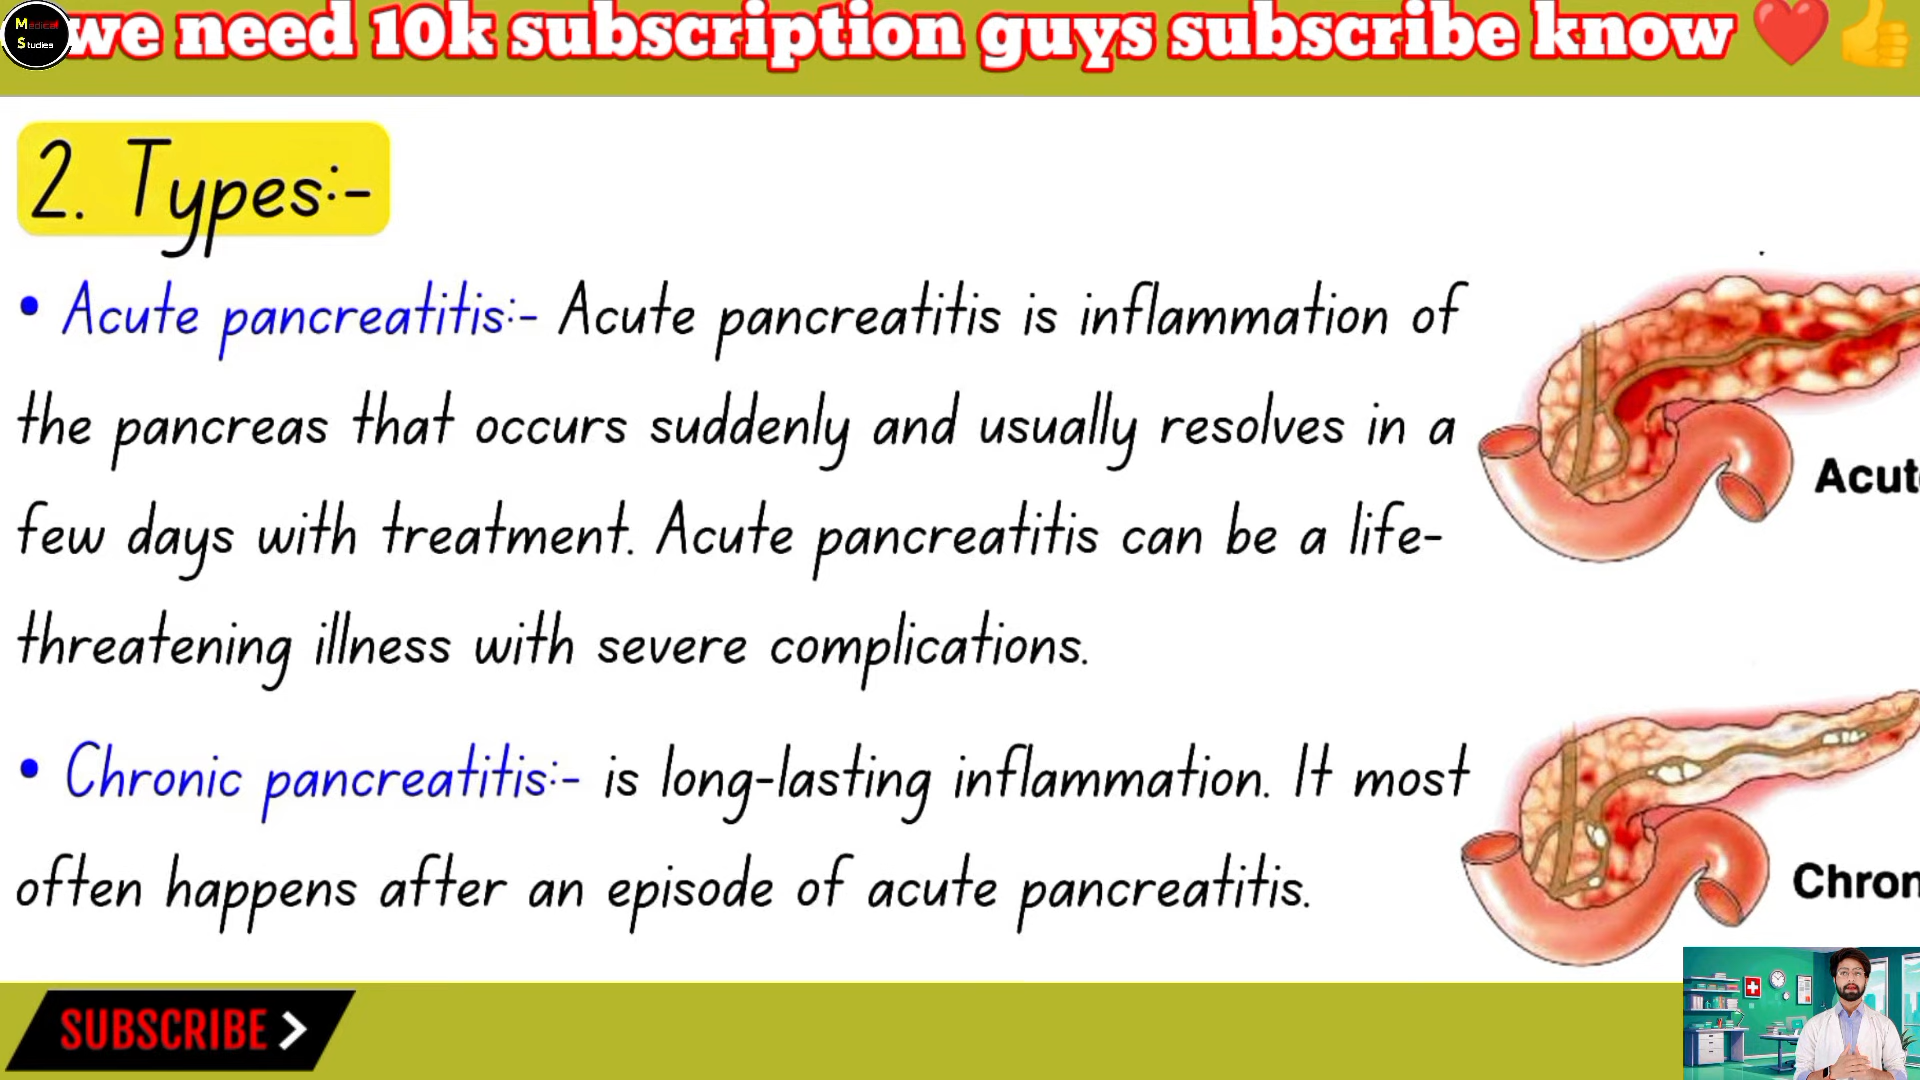 Medical
Studies
we need 10k subscription guys subscribe know ❤️👍
2. Types:-
• Acute pancreatitis:- Acute pancreatitis is inflammation of
the pancreas that occurs suddenly and usually resolves in a
few days with treatment. Acute pancreatitis can be a life-
threatening illness with severe complications.
Acut
• Chronic pancreatitis:- is long-lasting inflammation. It most
often happens after an episode of acute pancreatitis.
Chron
SUBSCRIBE >